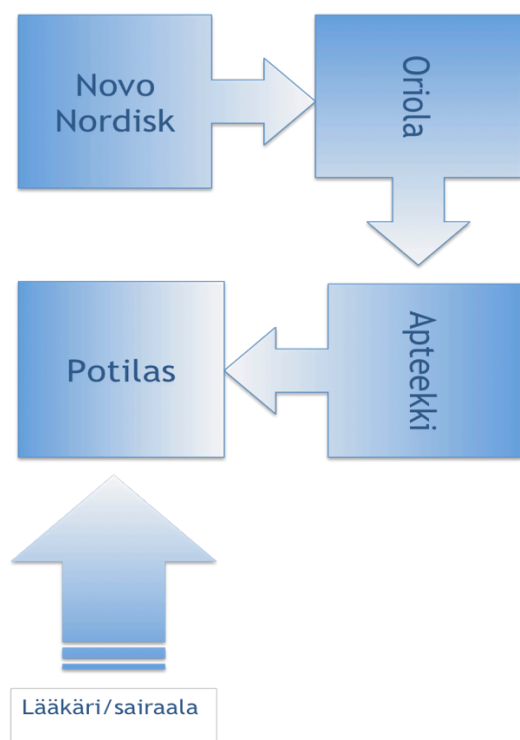 Novo
Nordisk
Oriola
Apteekki
Potilas
Lääkäri/sairaala